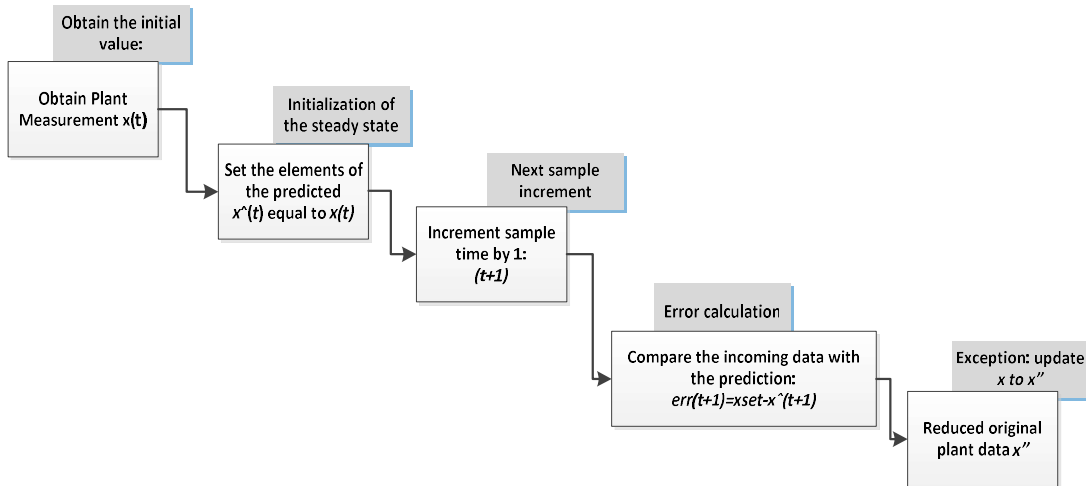 Obtain the initial
value:
Obtain Plant
Measurement x(t)
Initialization of
the steady state
Set the elements of
the predicted
x^(t) equal to x(t)
Next sample
increment
Increment sample
time by 1:
(t+1)
Error calculation
Compare the incoming data with
the prediction:
err(t+1)=xset-x^(t+1)
Exception: update
x to x”
Reduced original
plant data x”